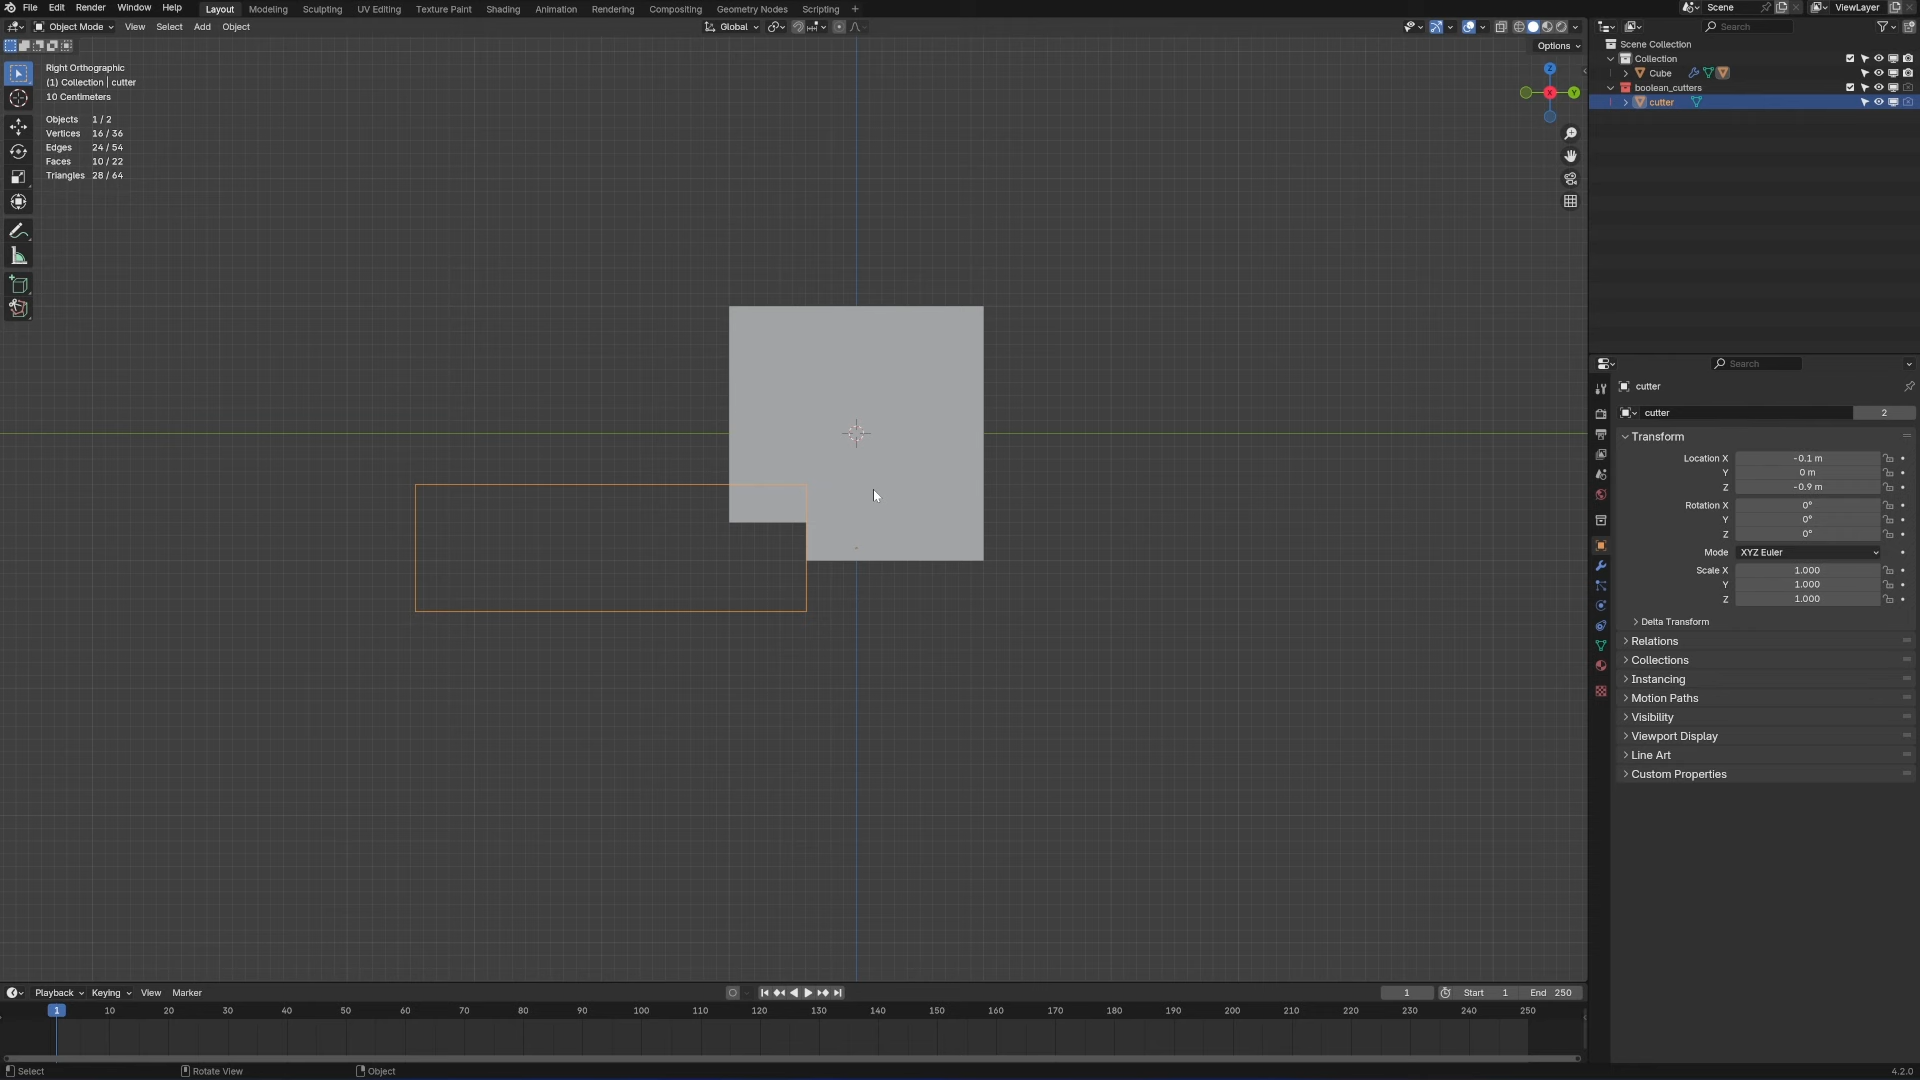 File Edit Render Window Help Layout Modeling Sculpting UV Editing Texture Paint Shading Animation Rendering Compositing Geometry Nodes Scripting + Scene ViewLayer
Object Mode View Select Add Object Global Search
Options
Right Orthographic
(1) Collection | cutter
10 Centimeters
Objects 1 / 2
Vertices 16 / 36
Edges 24 / 54
Faces 10 / 22
Triangles 28 / 64
Z
X
Y
Scene Collection
Collection
Cube
boolean_cutters
cutter
Search
cutter
cutter 2
Transform
Location X -0.1 m
Y 0 m
Z -0.9 m
Rotation X 0°
Y 0°
Z 0°
Mode XYZ Euler
Scale X 1.000
Y 1.000
Z 1.000
Delta Transform
Relations
Collections
Instancing
Motion Paths
Visibility
Viewport Display
Line Art
Custom Properties
Playback Keying View Marker 1 Start 1 End 250
1 10 20 30 40 50 60 70 80 90 100 110 120 130 140 150 160 170 180 190 200 210 220 230 240 250
Select Rotate View Object 4.2.0